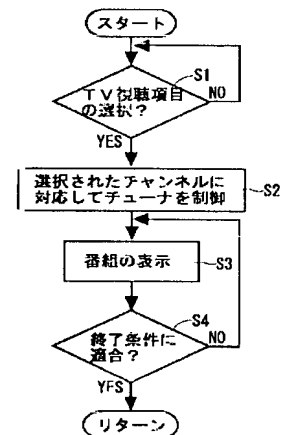 スタート
S1
TV視聴項目
の選択？
NO
YES
選択されたチャンネルに
対応してチューナを制御
S2
番組の表示
S3
S4
終了条件に
適合？
NO
YES
リターン